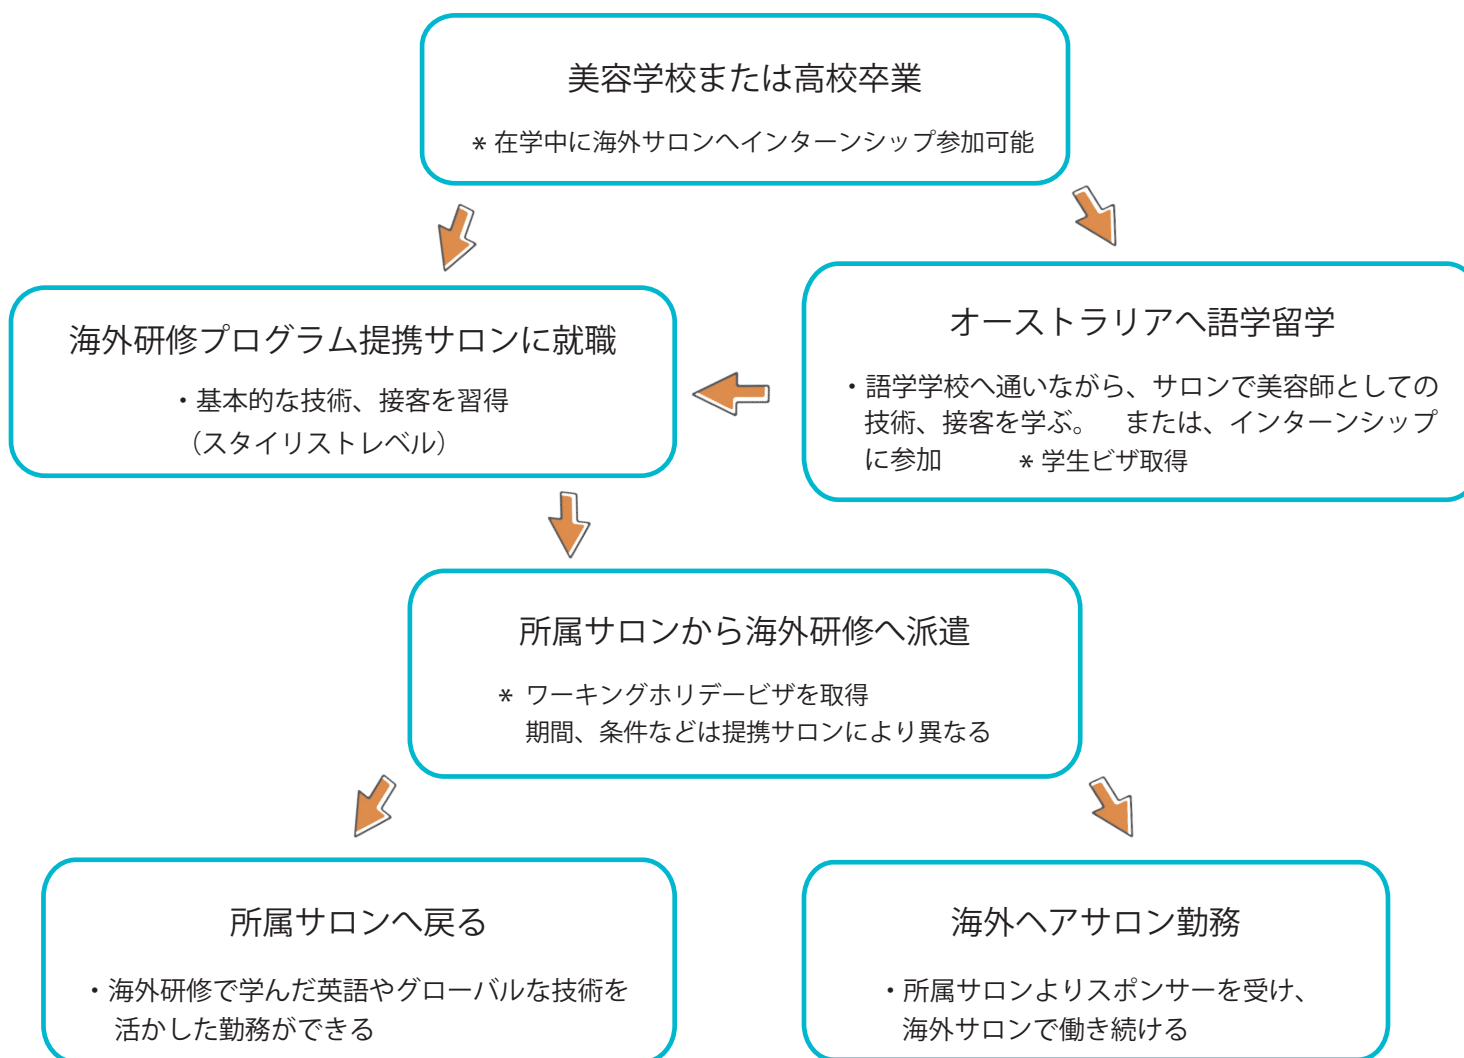 美容学校または高校卒業
* 在学中に海外サロンへインターンシップ参加可能
海外研修プログラム提携サロンに就職
・基本的な技術、接客を習得
（スタイリストレベル）
オーストラリアへ語学留学
・語学学校へ通いながら、サロンで美容師としての
技術、接客を学ぶ。　または、インターンシップ
に参加　　　* 学生ビザ取得
所属サロンから海外研修へ派遣
* ワーキングホリデービザを取得
期間、条件などは提携サロンにより異なる
所属サロンへ戻る
・海外研修で学んだ英語やグローバルな技術を
活かした勤務ができる
海外ヘアサロン勤務
・所属サロンよりスポンサーを受け、
海外サロンで働き続ける